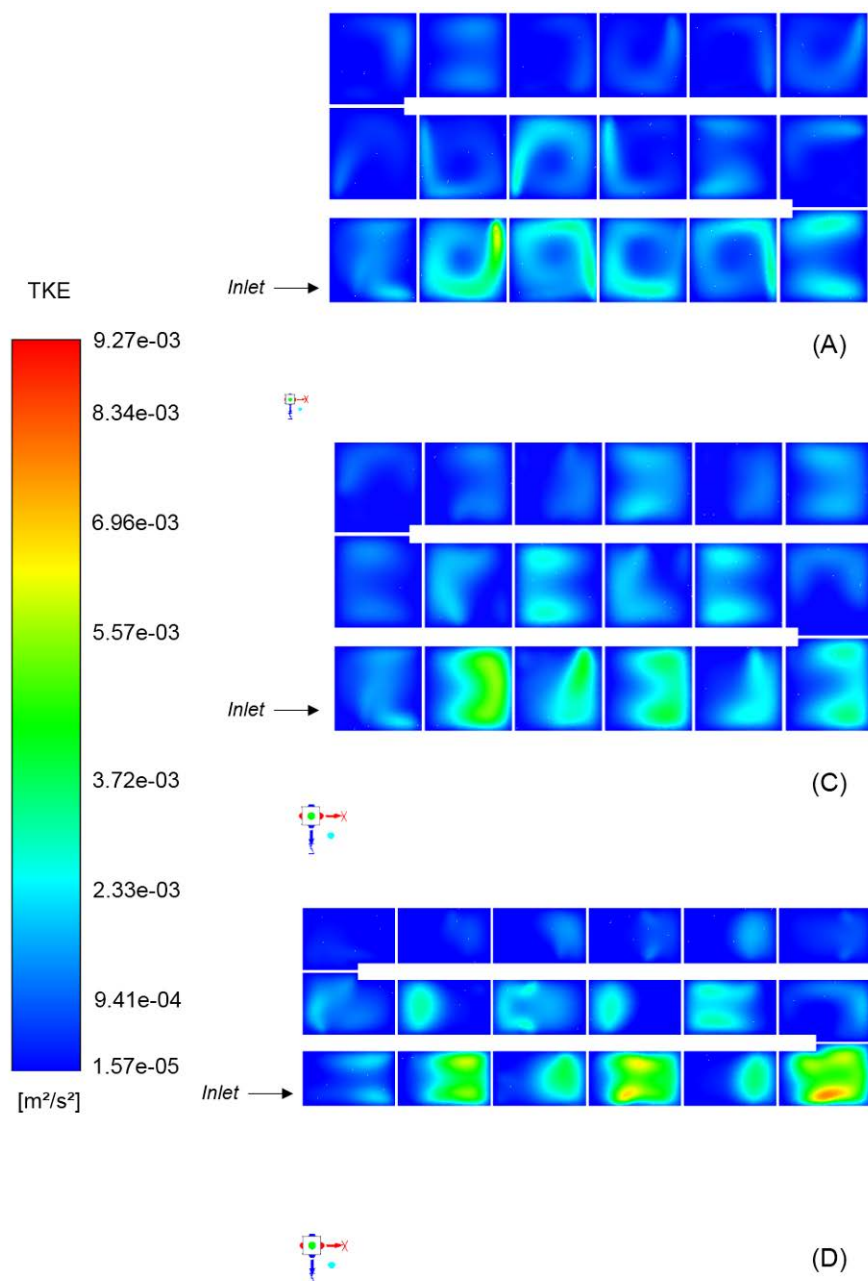 Inlet
TKE
9.27e-03
(A)
8.34e-03
X
6.96e-03
5.57e-03
Inlet
3.72e-03
(C)
X
Z
2.33e-03
9.41e-04
1.57e-05
Inlet
[m²/s²]
X
Z
(D)